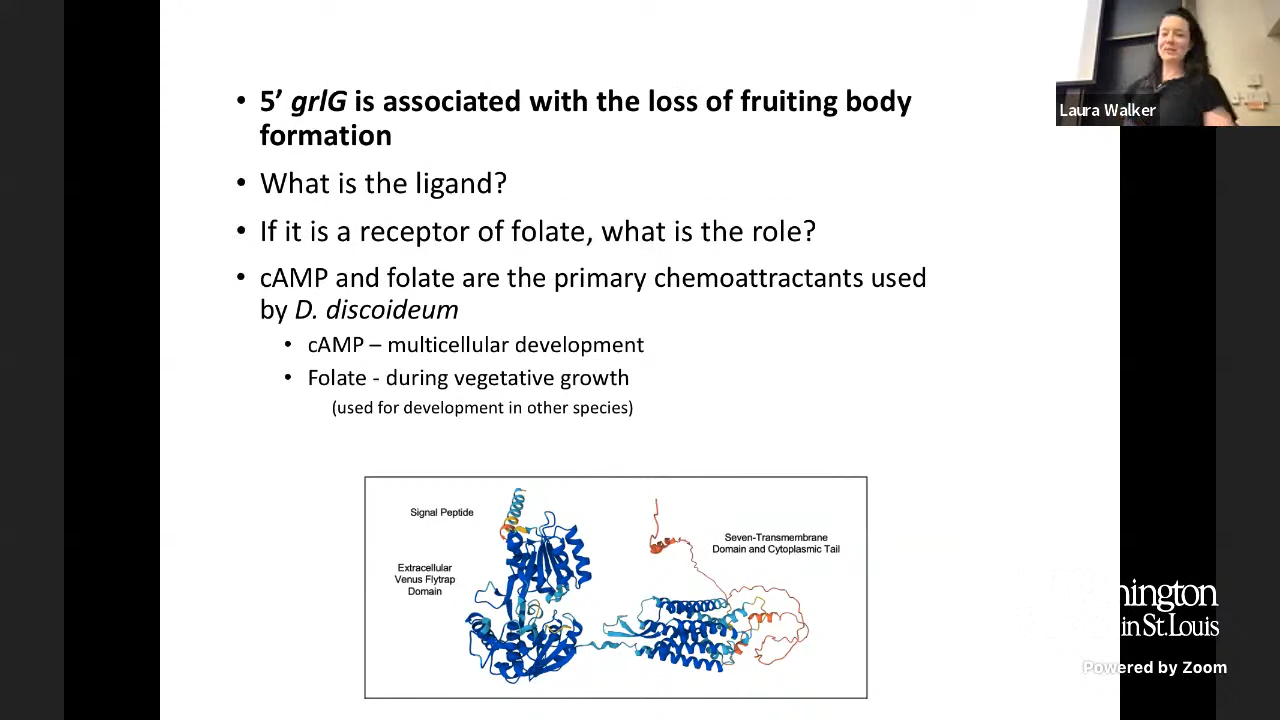 • 5’ grlG is associated with the loss of fruiting body
formation
• What is the ligand?
• If it is a receptor of folate, what is the role?
• cAMP and folate are the primary chemoattractants used
by D. discoideum
• cAMP – multicellular development
• Folate - during vegetative growth
(used for development in other species)
Signal Peptide
Extracellular
Venus Flytrap
Domain
Seven-Transmembrane
Domain and Cytoplasmic Tail
Laura Walker
in St. Louis
Powered by Zoom